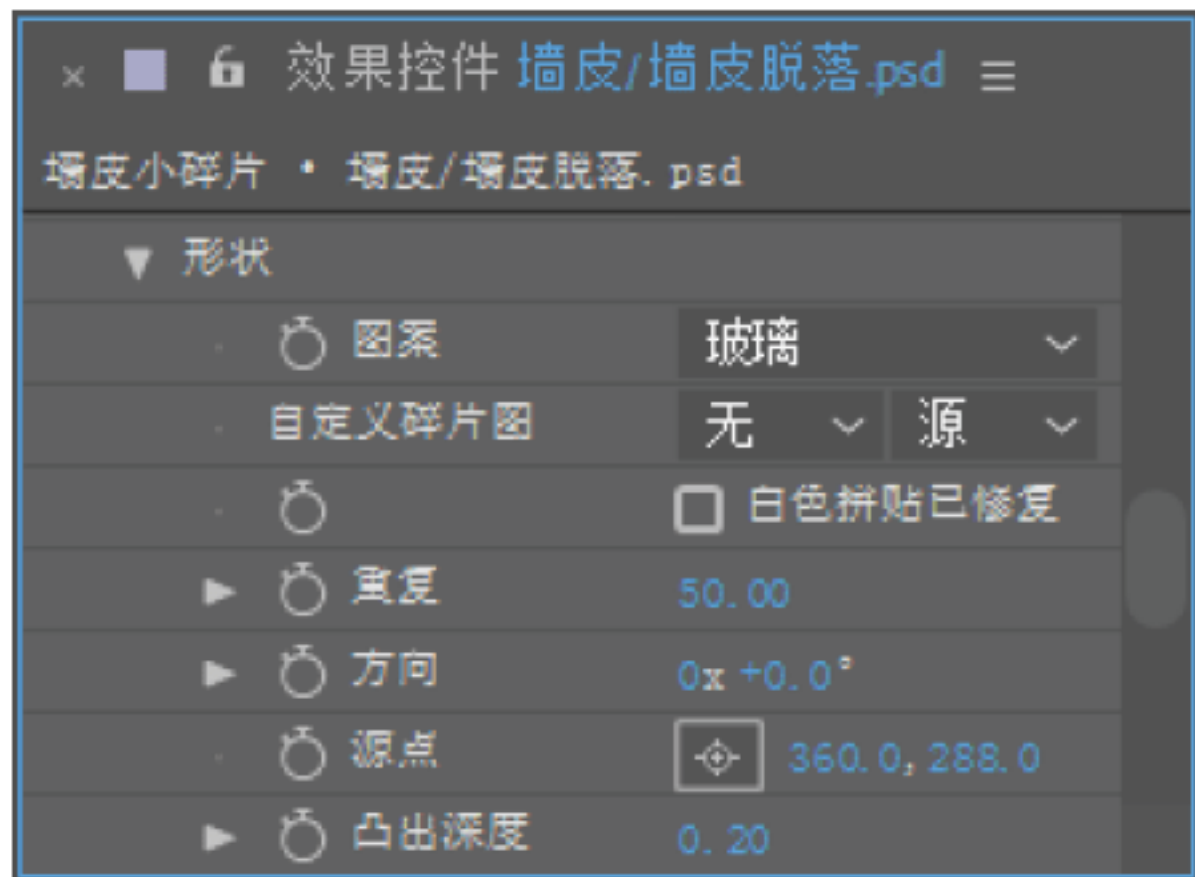 效果控件 墙皮/墙皮脱落.psd
墙皮小碎片 • 墙皮/墙皮脱落.psd
形状
图案 玻璃
自定义碎片图 无 源
白色拼贴已修复
重复 50.00
方向 0x +0.0°
源点 360.0, 288.0
凸出深度 0.20